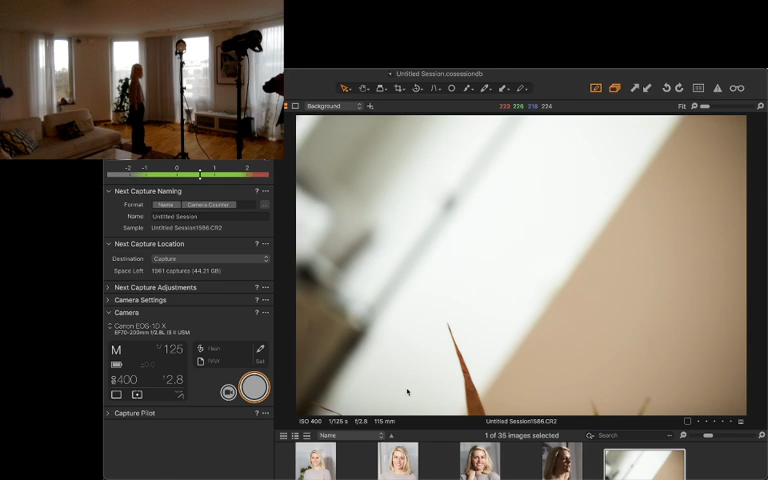 Untitled Session.cosessiondb
Background
223 226 218 224
Fit
-2 -1 0 1 2
Next Capture Naming ? ...
Format Name Camera Counter ...
Name Untitled Session
Sample Untitled Session1586.CR2
Next Capture Location ? ...
Destination Capture
Space Left 1961 captures (44.21 GB)
Next Capture Adjustments ? ...
Camera Settings ? ...
Camera ? ...
Canon EOS-1D X
EF70-200mm f/2.8L IS II USM
M 1/125
±0.0
Set
400 2.8
Capture Pilot ? ...
ISO 400 1/125 s f/2.8 115 mm Untitled Session1586.CR2
Name 1 of 35 images selected Search